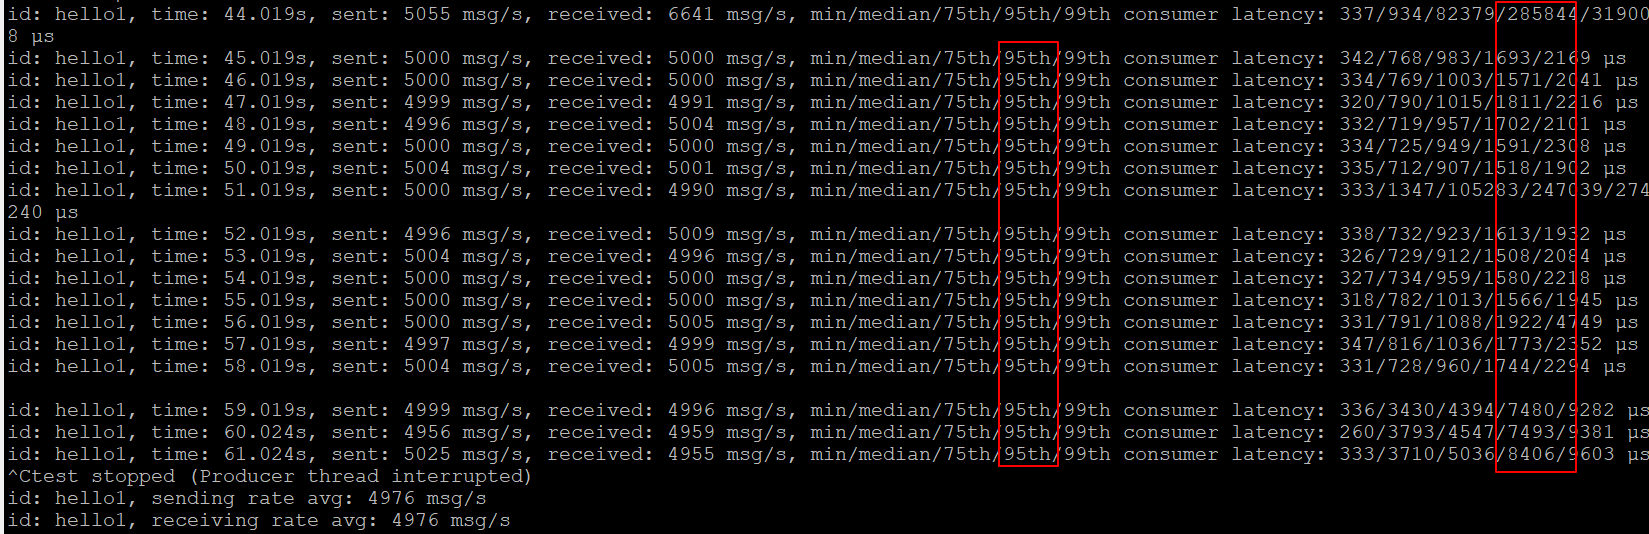 id: hello1, time: 44.019s, sent: 5055 msg/s, received: 6641 msg/s, min/median/75th/95th/99th consumer latency: 337/934/82379/285844/31900
8 µs
id: hello1, time: 45.019s, sent: 5000 msg/s, received: 5000 msg/s, min/median/75th/95th/99th consumer latency: 342/768/983/1693/2169 µs
id: hello1, time: 46.019s, sent: 5000 msg/s, received: 5000 msg/s, min/median/75th/95th/99th consumer latency: 334/769/1003/1571/2041 µs
id: hello1, time: 47.019s, sent: 4999 msg/s, received: 4991 msg/s, min/median/75th/95th/99th consumer latency: 320/790/1015/1811/2216 µs
id: hello1, time: 48.019s, sent: 4996 msg/s, received: 5004 msg/s, min/median/75th/95th/99th consumer latency: 332/719/957/1702/2101 µs
id: hello1, time: 49.019s, sent: 5000 msg/s, received: 5000 msg/s, min/median/75th/95th/99th consumer latency: 334/725/949/1591/2308 µs
id: hello1, time: 50.019s, sent: 5004 msg/s, received: 5001 msg/s, min/median/75th/95th/99th consumer latency: 335/712/907/1518/1902 µs
id: hello1, time: 51.019s, sent: 5000 msg/s, received: 4990 msg/s, min/median/75th/95th/99th consumer latency: 333/1347/105283/247039/274
240 µs
id: hello1, time: 52.019s, sent: 4996 msg/s, received: 5009 msg/s, min/median/75th/95th/99th consumer latency: 338/732/923/1613/1932 µs
id: hello1, time: 53.019s, sent: 5004 msg/s, received: 4996 msg/s, min/median/75th/95th/99th consumer latency: 326/729/912/1508/2084 µs
id: hello1, time: 54.019s, sent: 5000 msg/s, received: 5000 msg/s, min/median/75th/95th/99th consumer latency: 327/734/959/1580/2218 µs
id: hello1, time: 55.019s, sent: 5000 msg/s, received: 5000 msg/s, min/median/75th/95th/99th consumer latency: 318/782/1013/1566/1945 µs
id: hello1, time: 56.019s, sent: 5000 msg/s, received: 5005 msg/s, min/median/75th/95th/99th consumer latency: 331/791/1088/1922/4749 µs
id: hello1, time: 57.019s, sent: 4997 msg/s, received: 4999 msg/s, min/median/75th/95th/99th consumer latency: 347/816/1036/1773/2352 µs
id: hello1, time: 58.019s, sent: 5004 msg/s, received: 5005 msg/s, min/median/75th/95th/99th consumer latency: 331/728/960/1744/2294 µs
id: hello1, time: 59.019s, sent: 4999 msg/s, received: 4996 msg/s, min/median/75th/95th/99th consumer latency: 336/3430/4394/7480/9282 µs
id: hello1, time: 60.024s, sent: 4956 msg/s, received: 4959 msg/s, min/median/75th/95th/99th consumer latency: 260/3793/4547/7493/9381 µs
id: hello1, time: 61.024s, sent: 5025 msg/s, received: 4955 msg/s, min/median/75th/95th/99th consumer latency: 333/3710/5036/8406/9603 µs
^Ctest stopped (Producer thread interrupted)
id: hello1, sending rate avg: 4976 msg/s
id: hello1, receiving rate avg: 4976 msg/s